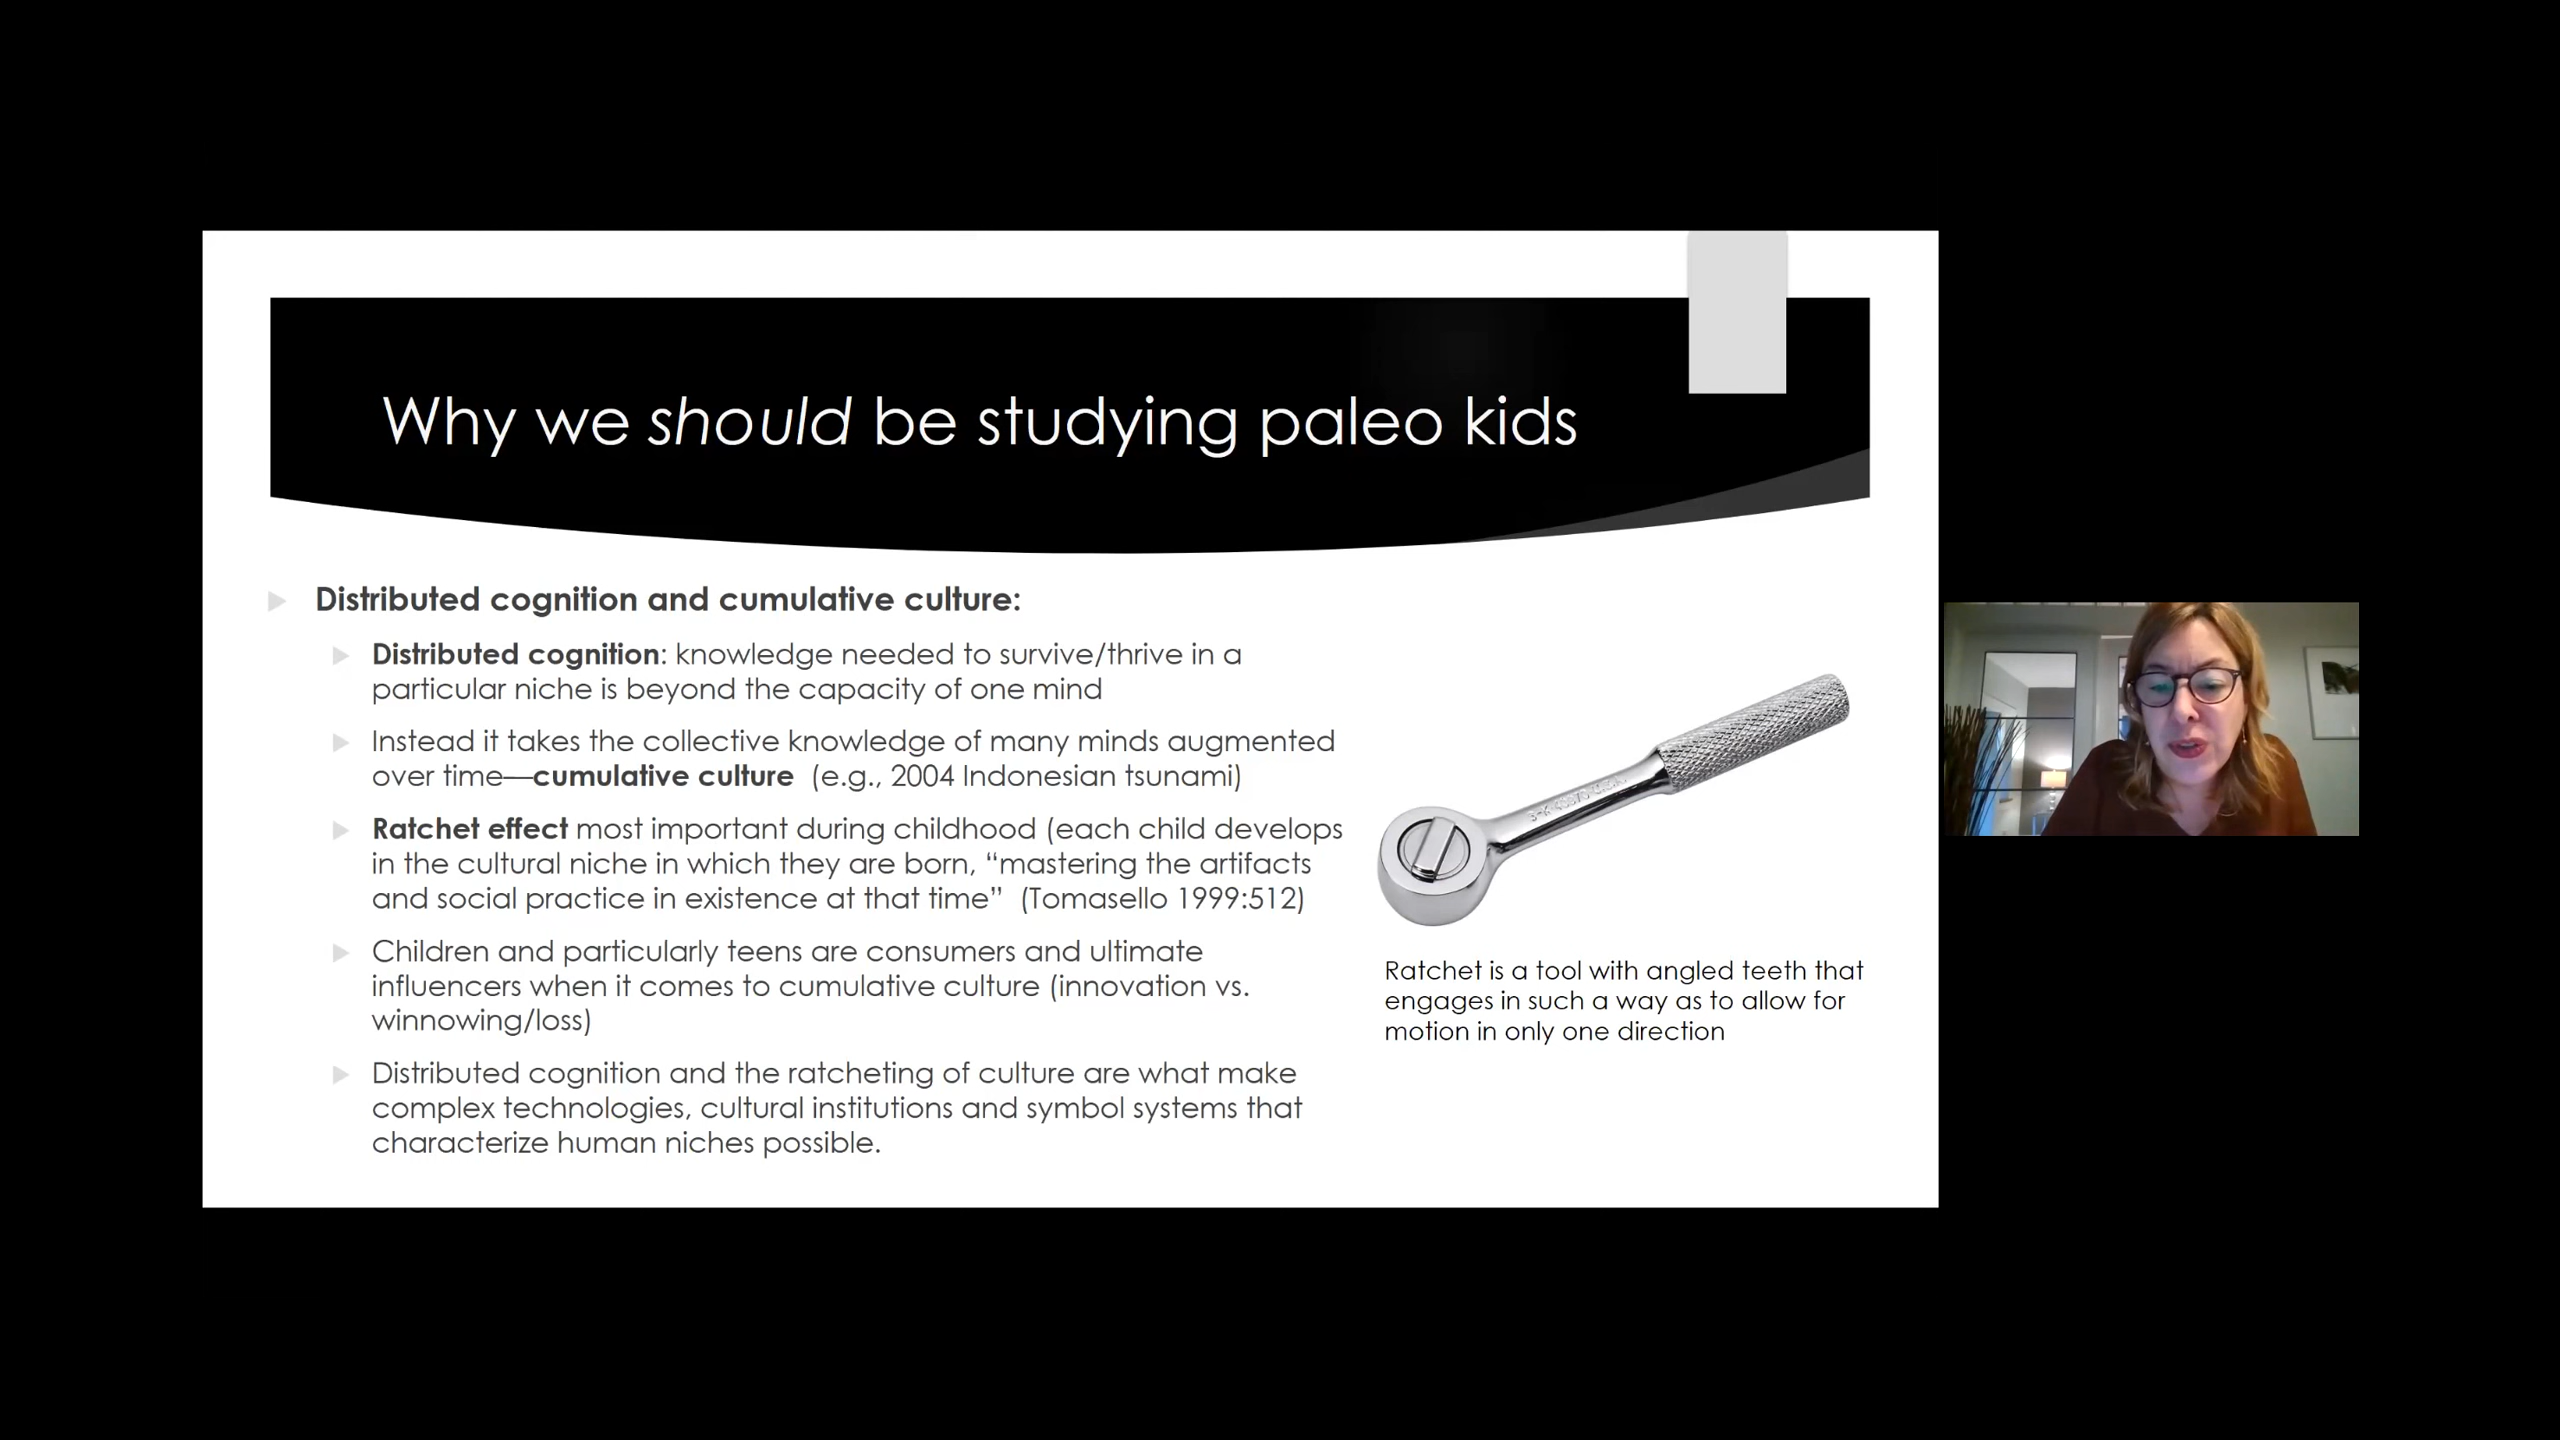 Why we should be studying paleo kids
Distributed cognition and cumulative culture:
Distributed cognition: knowledge needed to survive/thrive in a
particular niche is beyond the capacity of one mind
Instead it takes the collective knowledge of many minds augmented
over time—cumulative culture (e.g., 2004 Indonesian tsunami)
Ratchet effect most important during childhood (each child develops
in the cultural niche in which they are born, “mastering the artifacts
and social practice in existence at that time” (Tomasello 1999:512)
Children and particularly teens are consumers and ultimate
influencers when it comes to cumulative culture (innovation vs.
winnowing/loss)
Distributed cognition and the ratcheting of culture are what make
complex technologies, cultural institutions and symbol systems that
characterize human niches possible.
Ratchet is a tool with angled teeth that
engages in such a way as to allow for
motion in only one direction